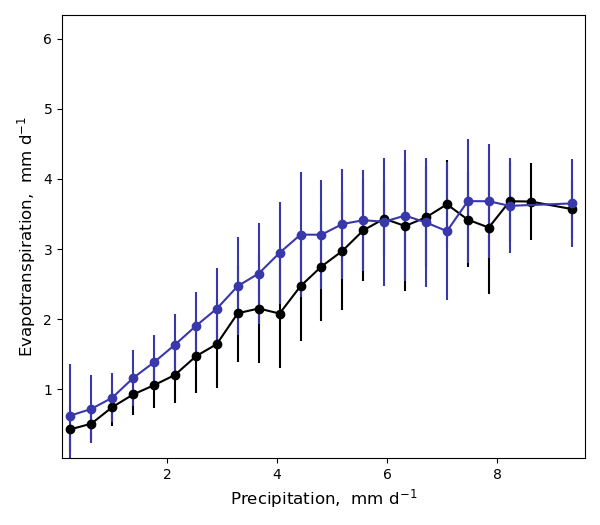 6
5
4
3
2
1
Evapotranspiration, mm d⁻¹
2 4 6 8
Precipitation, mm d⁻¹